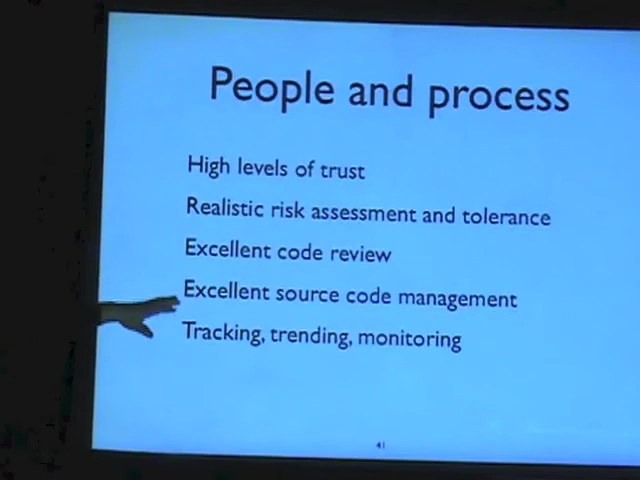 People and process
High levels of trust
Realistic risk assessment and tolerance
Excellent code review
Excellent source code management
Tracking, trending, monitoring
41